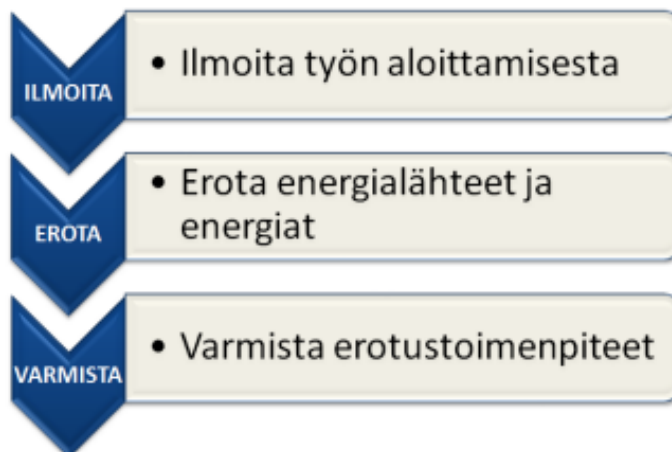 ILMOITA
• Ilmoita työn aloittamisesta
EROTA
• Erota energialähteet ja
energiat
VARMISTA
• Varmista erotustoimenpiteet